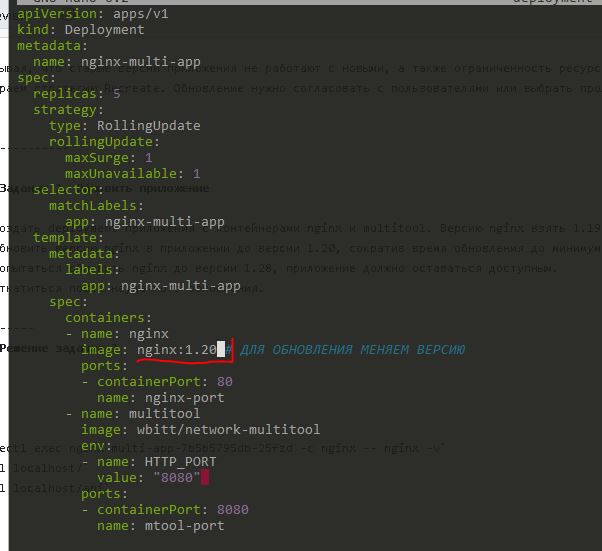 apiVersion: apps/v1
kind: Deployment
metadata:
  name: nginx-multi-app
spec:
  replicas: 5
  strategy:
    type: RollingUpdate
    rollingUpdate:
      maxSurge: 1
      maxUnavailable: 1
  selector:
    matchLabels:
      app: nginx-multi-app
  template:
    metadata:
      labels:
        app: nginx-multi-app
    spec:
      containers:
      - name: nginx
        image: nginx:1.20 # ДЛЯ ОБНОВЛЕНИЯ МЕНЯЕМ ВЕРСИЮ
        ports:
        - containerPort: 80
          name: nginx-port
      - name: multitool
        image: wbitt/network-multitool
        env:
        - name: HTTP_PORT
          value: "8080"
        ports:
        - containerPort: 8080
          name: mtool-port